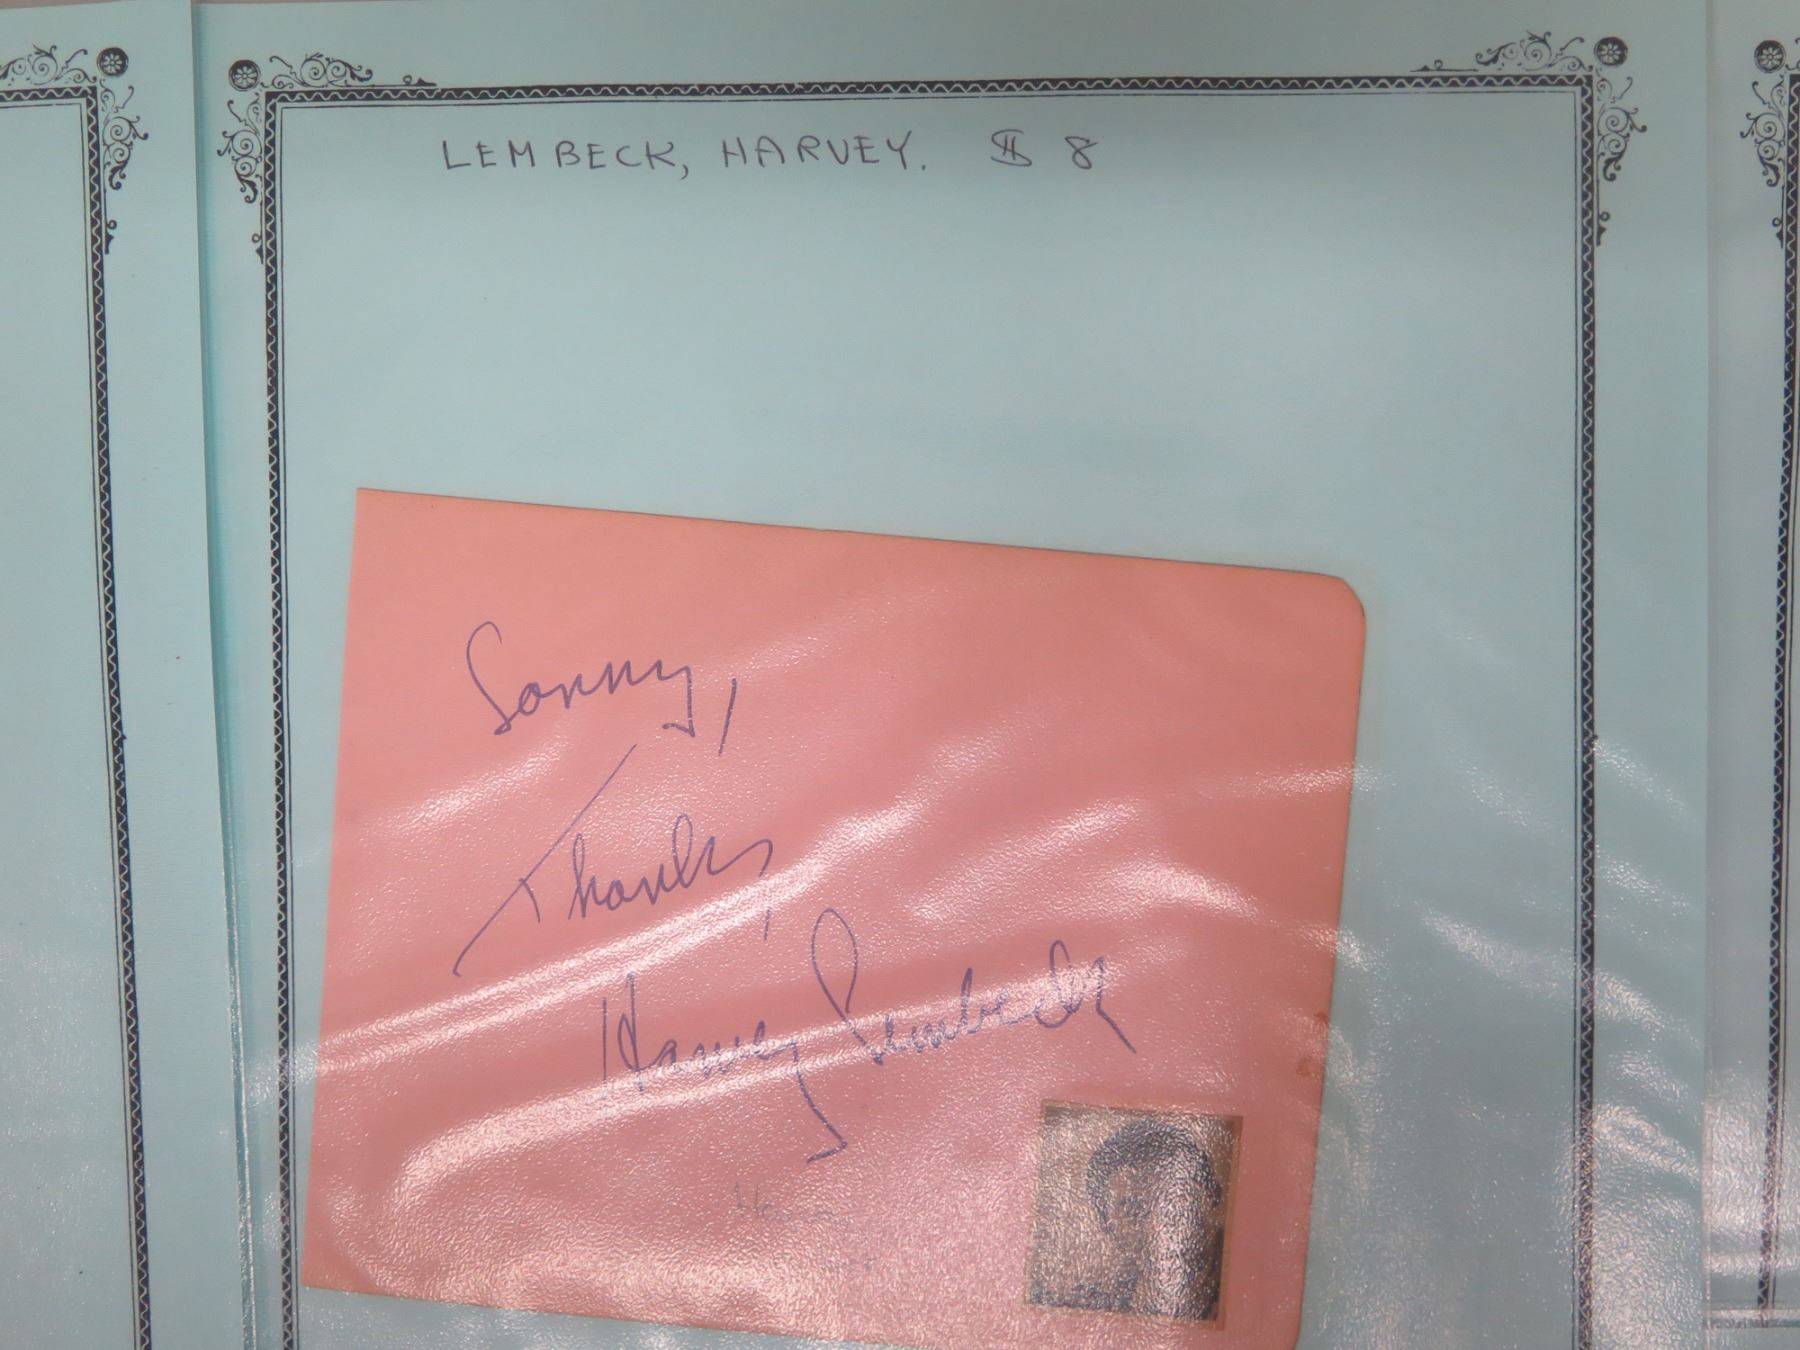 LEMBECK, HARVEY. $ 8
Sonny,
Thanks,
Harvey Lembeck